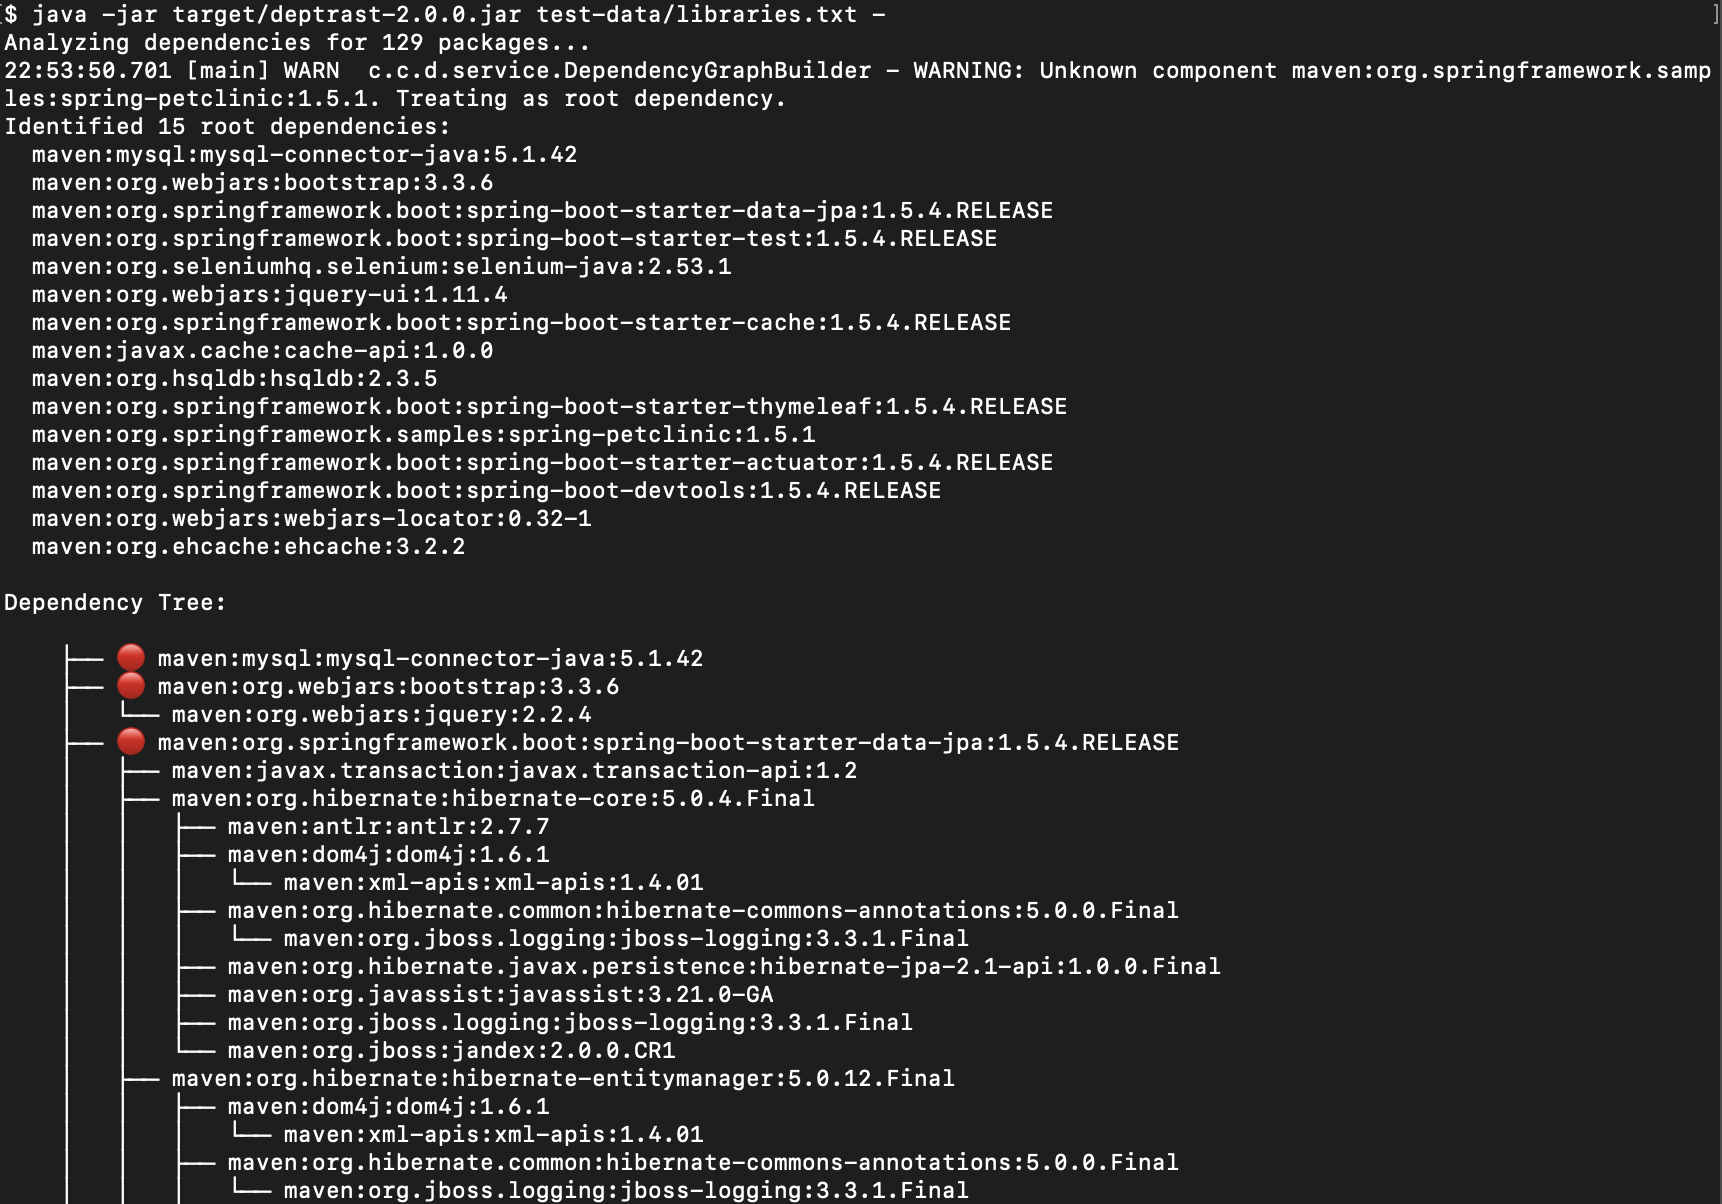 $ java -jar target/deptrast-2.0.0.jar test-data/libraries.txt -
Analyzing dependencies for 129 packages...
22:53:50.701 [main] WARN  c.c.d.service.DependencyGraphBuilder - WARNING: Unknown component maven:org.springframework.samp
les:spring-petclinic:1.5.1. Treating as root dependency.
Identified 15 root dependencies:
  maven:mysql:mysql-connector-java:5.1.42
  maven:org.webjars:bootstrap:3.3.6
  maven:org.springframework.boot:spring-boot-starter-data-jpa:1.5.4.RELEASE
  maven:org.springframework.boot:spring-boot-starter-test:1.5.4.RELEASE
  maven:org.seleniumhq.selenium:selenium-java:2.53.1
  maven:org.webjars:jquery-ui:1.11.4
  maven:org.springframework.boot:spring-boot-starter-cache:1.5.4.RELEASE
  maven:javax.cache:cache-api:1.0.0
  maven:org.hsqldb:hsqldb:2.3.5
  maven:org.springframework.boot:spring-boot-starter-thymeleaf:1.5.4.RELEASE
  maven:org.springframework.samples:spring-petclinic:1.5.1
  maven:org.springframework.boot:spring-boot-starter-actuator:1.5.4.RELEASE
  maven:org.springframework.boot:spring-boot-devtools:1.5.4.RELEASE
  maven:org.webjars:webjars-locator:0.32-1
  maven:org.ehcache:ehcache:3.2.2

Dependency Tree:

├── 🔴 maven:mysql:mysql-connector-java:5.1.42
├── 🔴 maven:org.webjars:bootstrap:3.3.6
│   └── maven:org.webjars:jquery:2.2.4
├── 🔴 maven:org.springframework.boot:spring-boot-starter-data-jpa:1.5.4.RELEASE
│   ├── maven:javax.transaction:javax.transaction-api:1.2
│   ├── maven:org.hibernate:hibernate-core:5.0.4.Final
│   │   ├── maven:antlr:antlr:2.7.7
│   │   ├── maven:dom4j:dom4j:1.6.1
│   │   │   └── maven:xml-apis:xml-apis:1.4.01
│   │   ├── maven:org.hibernate.common:hibernate-commons-annotations:5.0.0.Final
│   │   │   └── maven:org.jboss.logging:jboss-logging:3.3.1.Final
│   │   ├── maven:org.hibernate.javax.persistence:hibernate-jpa-2.1-api:1.0.0.Final
│   │   ├── maven:org.javassist:javassist:3.21.0-GA
│   │   ├── maven:org.jboss.logging:jboss-logging:3.3.1.Final
│   │   └── maven:org.jboss:jandex:2.0.0.CR1
│   ├── maven:org.hibernate:hibernate-entitymanager:5.0.12.Final
│   │   ├── maven:dom4j:dom4j:1.6.1
│   │   │   └── maven:xml-apis:xml-apis:1.4.01
│   │   ├── maven:org.hibernate.common:hibernate-commons-annotations:5.0.0.Final
│   │   │   └── maven:org.jboss.logging:jboss-logging:3.3.1.Final